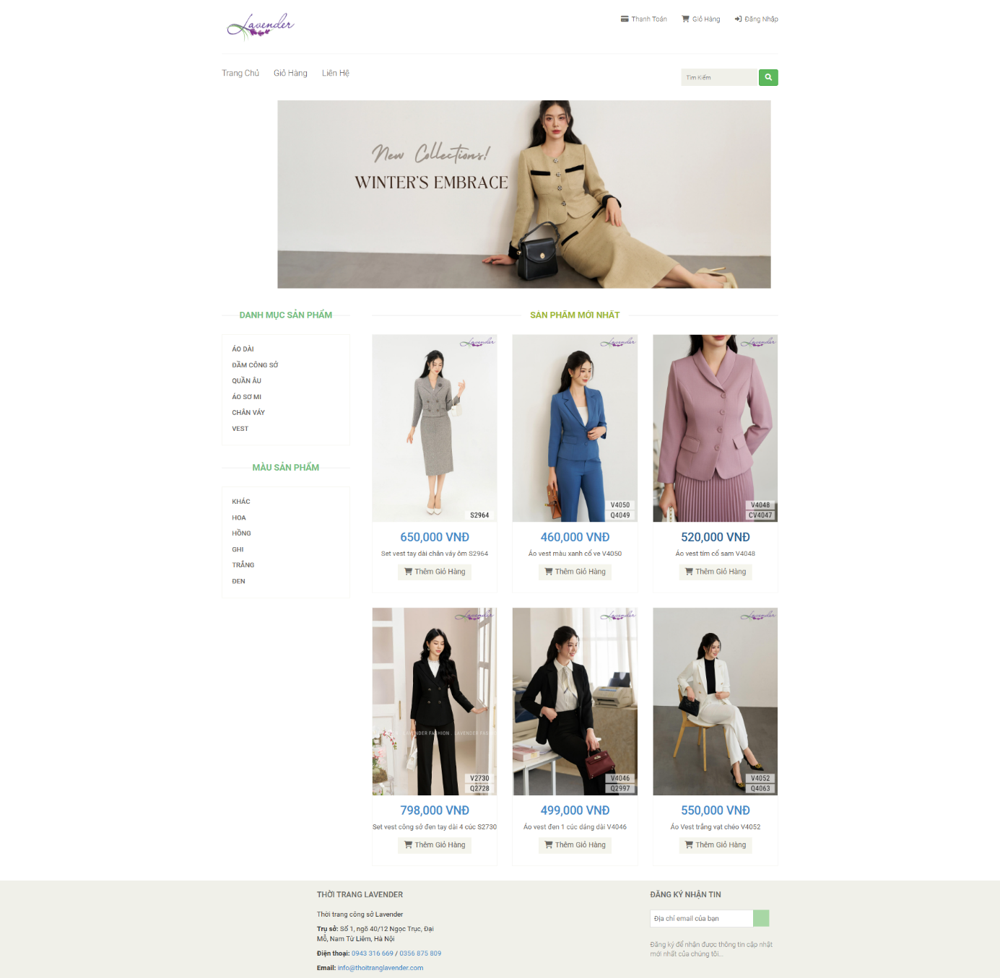 Lavender
Thanh Toán
Giỏ Hàng
Đăng Nhập
Trang Chủ
Giỏ Hàng
Liên Hệ
Tìm Kiếm
New Collections!
WINTER'S EMBRACE
DANH MỤC SẢN PHẨM
ÁO DÀI
ĐẦM CÔNG SỞ
QUẦN ÂU
ÁO SƠ MI
CHÂN VÁY
VEST
MÀU SẢN PHẨM
KHÁC
HOA
HỒNG
GHI
TRẮNG
ĐEN
SẢN PHẨM MỚI NHẤT
Lavender
S2964
650,000 VNĐ
Set vest tay dài chân váy ôm S2964
Thêm Giỏ Hàng
Lavender
V4050
Q4049
460,000 VNĐ
Áo vest màu xanh cổ ve V4050
Thêm Giỏ Hàng
V4048
CV4047
520,000 VNĐ
Áo vest tím cổ sam V4048
Thêm Giỏ Hàng
Lavender
LAVENDER FASHION . LAVENDER FAS
V2730
Q2728
798,000 VNĐ
Set vest công sở đen tay dài 4 cúc S2730
Thêm Giỏ Hàng
Lavender
V4046
Q2997
499,000 VNĐ
Áo vest đen 1 cúc dáng dài V4046
Thêm Giỏ Hàng
Lavender
V4052
Q4063
550,000 VNĐ
Áo Vest trắng vạt chéo V4052
Thêm Giỏ Hàng
THỜI TRANG LAVENDER
Thời trang công sở Lavender
Trụ sở: Số 1, ngõ 40/12 Ngọc Trục, Đại
Mỗ, Nam Từ Liêm, Hà Nội
Điện thoại: 0943 316 669 / 0356 875 809
Email: info@thoitranglavender.com
ĐĂNG KÝ NHẬN TIN
Địa chỉ email của bạn
Đăng ký để nhận được thông tin cập nhật
mới nhất của chúng tôi...